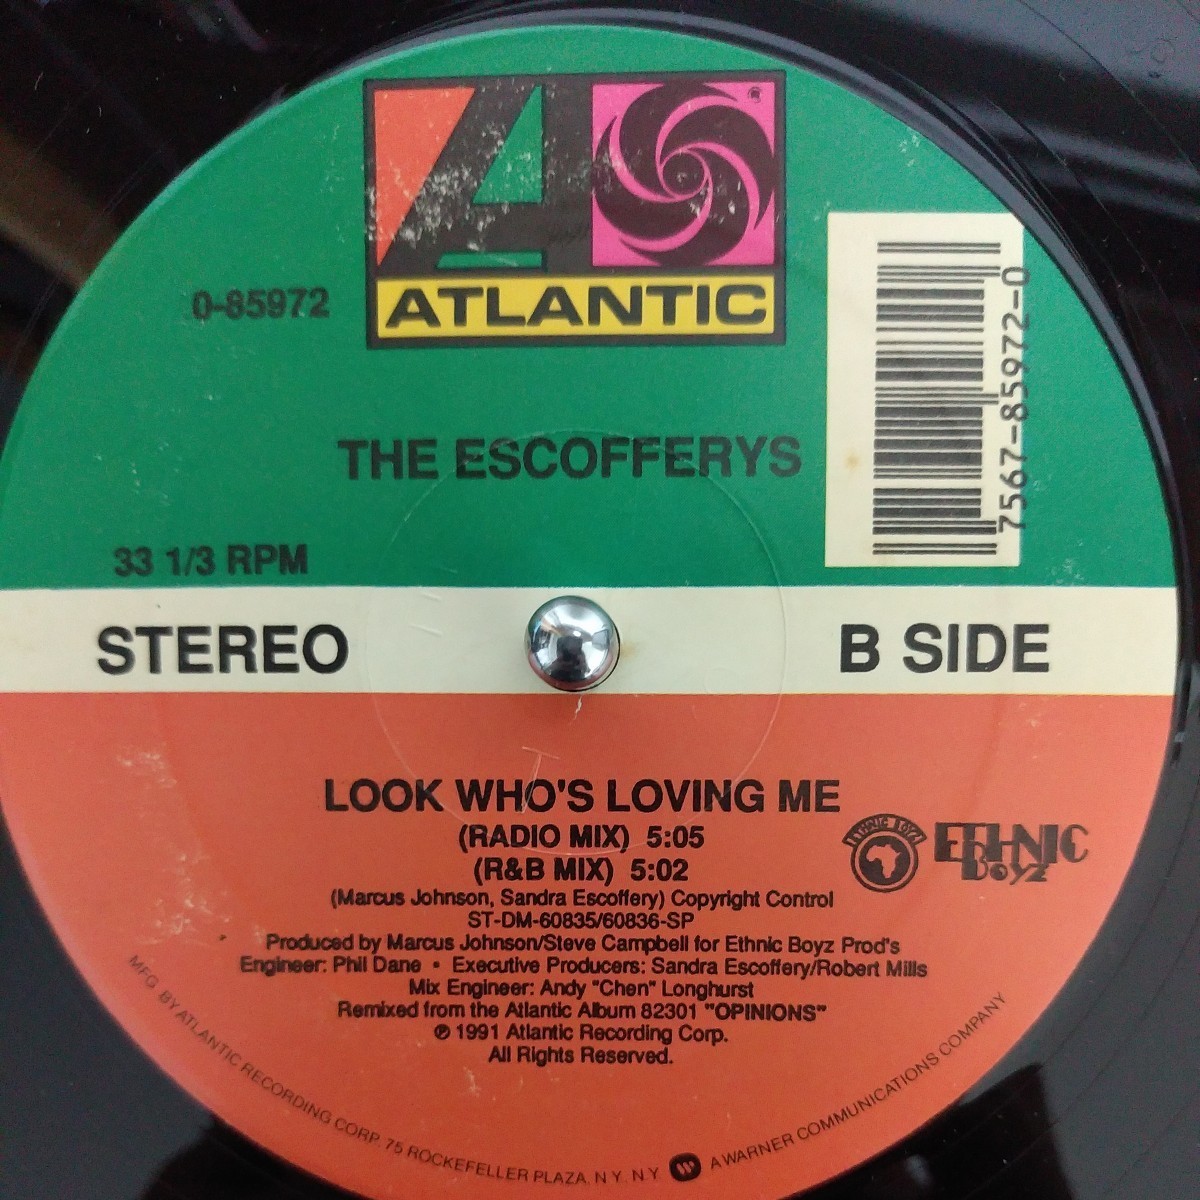 ATLANTIC
0-85972
7567-85972-0
THE ESCOFFERYS
33 1/3 RPM
STEREO
B SIDE
LOOK WHO'S LOVING ME
(RADIO MIX) 5:05
(R&B MIX) 5:02
ETHNIC BOYZ
ETHNIC
BOYZ
(Marcus Johnson, Sandra Escoffery) Copyright Control
ST-DM-60835/60836-SP
Produced by Marcus Johnson/Steve Campbell for Ethnic Boyz Prod's
Engineer: Phil Dane • Executive Producers: Sandra Escoffery/Robert Mills
Mix Engineer: Andy "Chen" Longhurst
Remixed from the Atlantic Album 82301 "OPINIONS"
℗ 1991 Atlantic Recording Corp.
All Rights Reserved.
MFG. BY ATLANTIC RECORDING CORP. 75 ROCKEFELLER PLAZA, N.Y. N.Y. A WARNER COMMUNICATIONS COMPANY